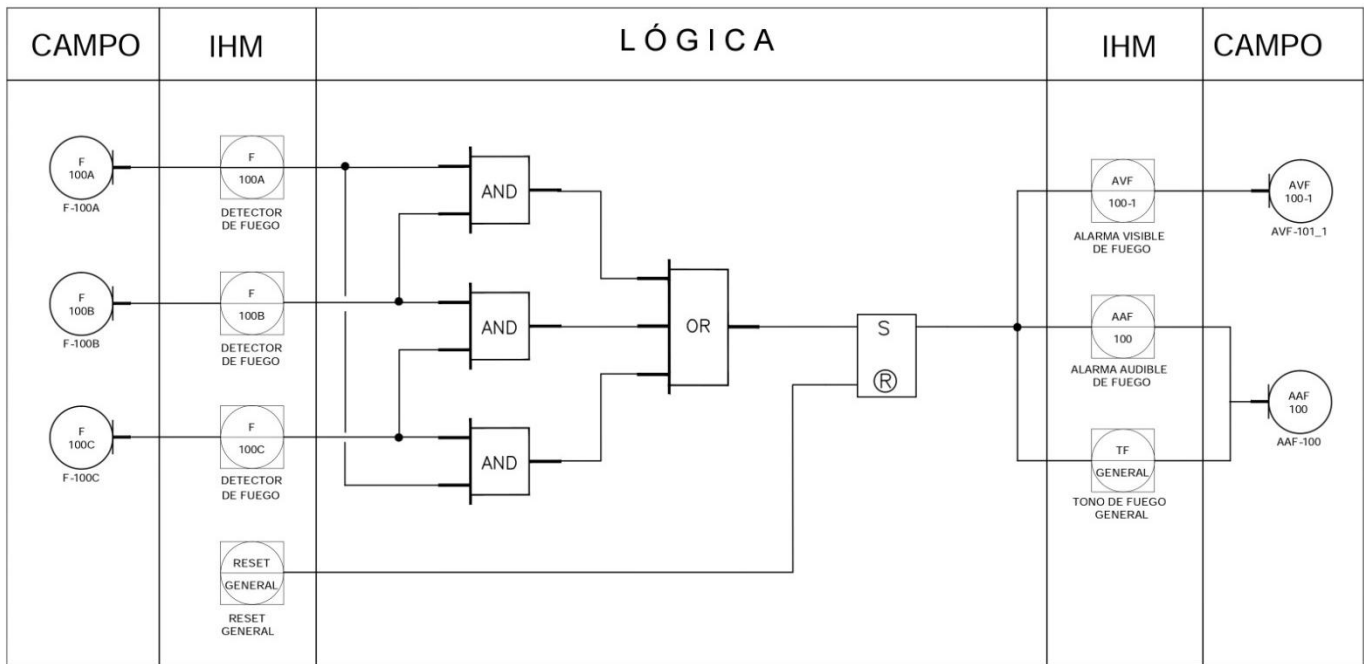 CAMPO
IHM
LÓGICA
IHM
CAMPO
F
100A
F-100A
F
100A
DETECTOR
DE FUEGO
AND
AVF
100-1
ALARMA VISIBLE
DE FUEGO
AVF
100-1
AVF-101_1
F
100B
F-100B
F
100B
DETECTOR
DE FUEGO
AND
OR
S
R
AAF
100
ALARMA AUDIBLE
DE FUEGO
AAF
100
AAF-100
F
100C
F-100C
F
100C
DETECTOR
DE FUEGO
AND
TF
GENERAL
TONO DE FUEGO
GENERAL
RESET
GENERAL
RESET
GENERAL